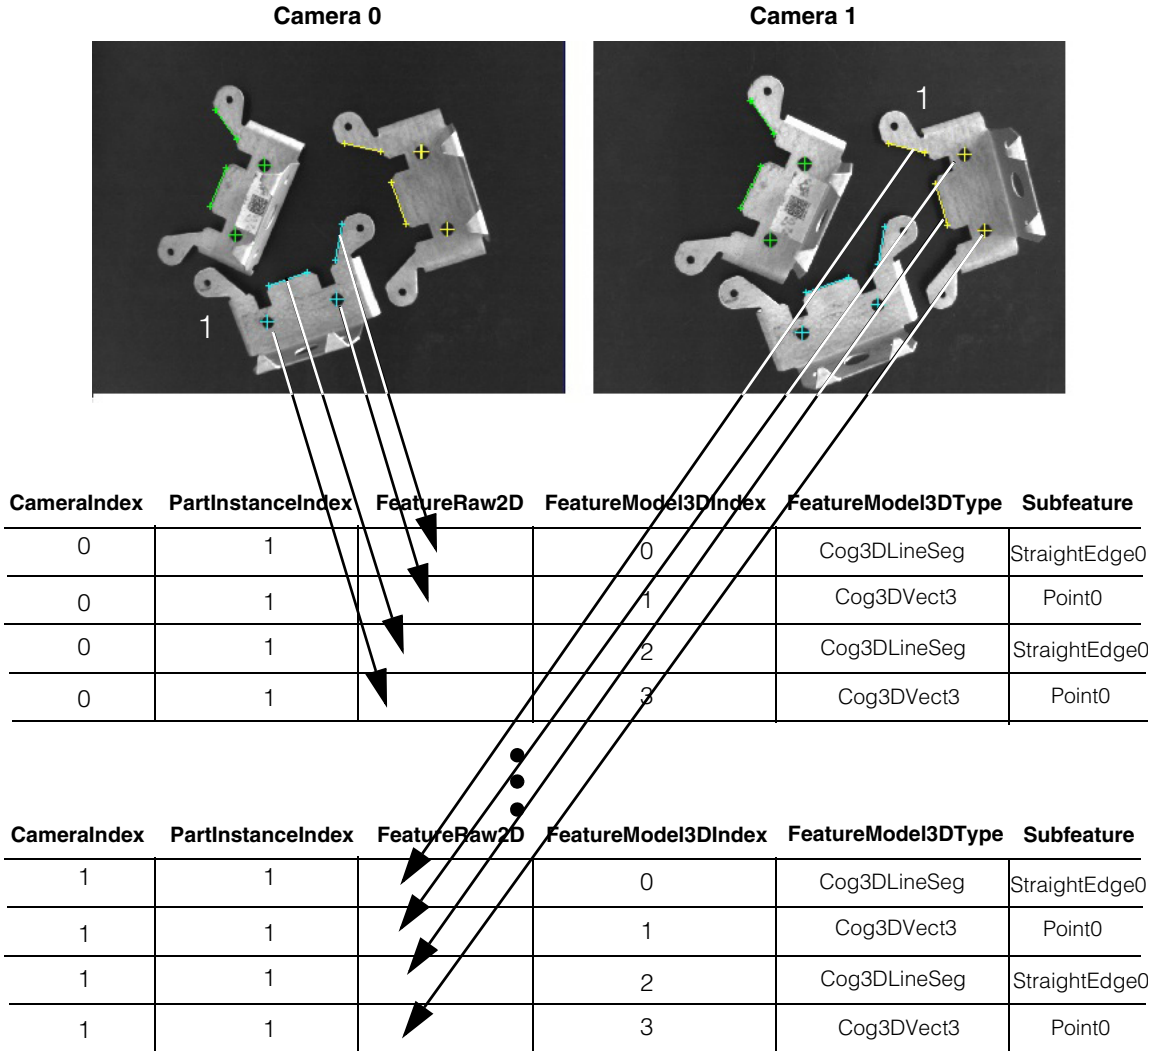 Camera 0 Camera 1
1
1
CameraIndex PartInstanceIndex FeatureRaw2D FeatureModel3DIndex FeatureModel3DType Subfeature
0 1 0 Cog3DLineSeg StraightEdge0
0 1 1 Cog3DVect3 Point0
0 1 2 Cog3DLineSeg StraightEdge0
0 1 3 Cog3DVect3 Point0
CameraIndex PartInstanceIndex FeatureRaw2D FeatureModel3DIndex FeatureModel3DType Subfeature
1 1 0 Cog3DLineSeg StraightEdge0
1 1 1 Cog3DVect3 Point0
1 1 2 Cog3DLineSeg StraightEdge0
1 1 3 Cog3DVect3 Point0